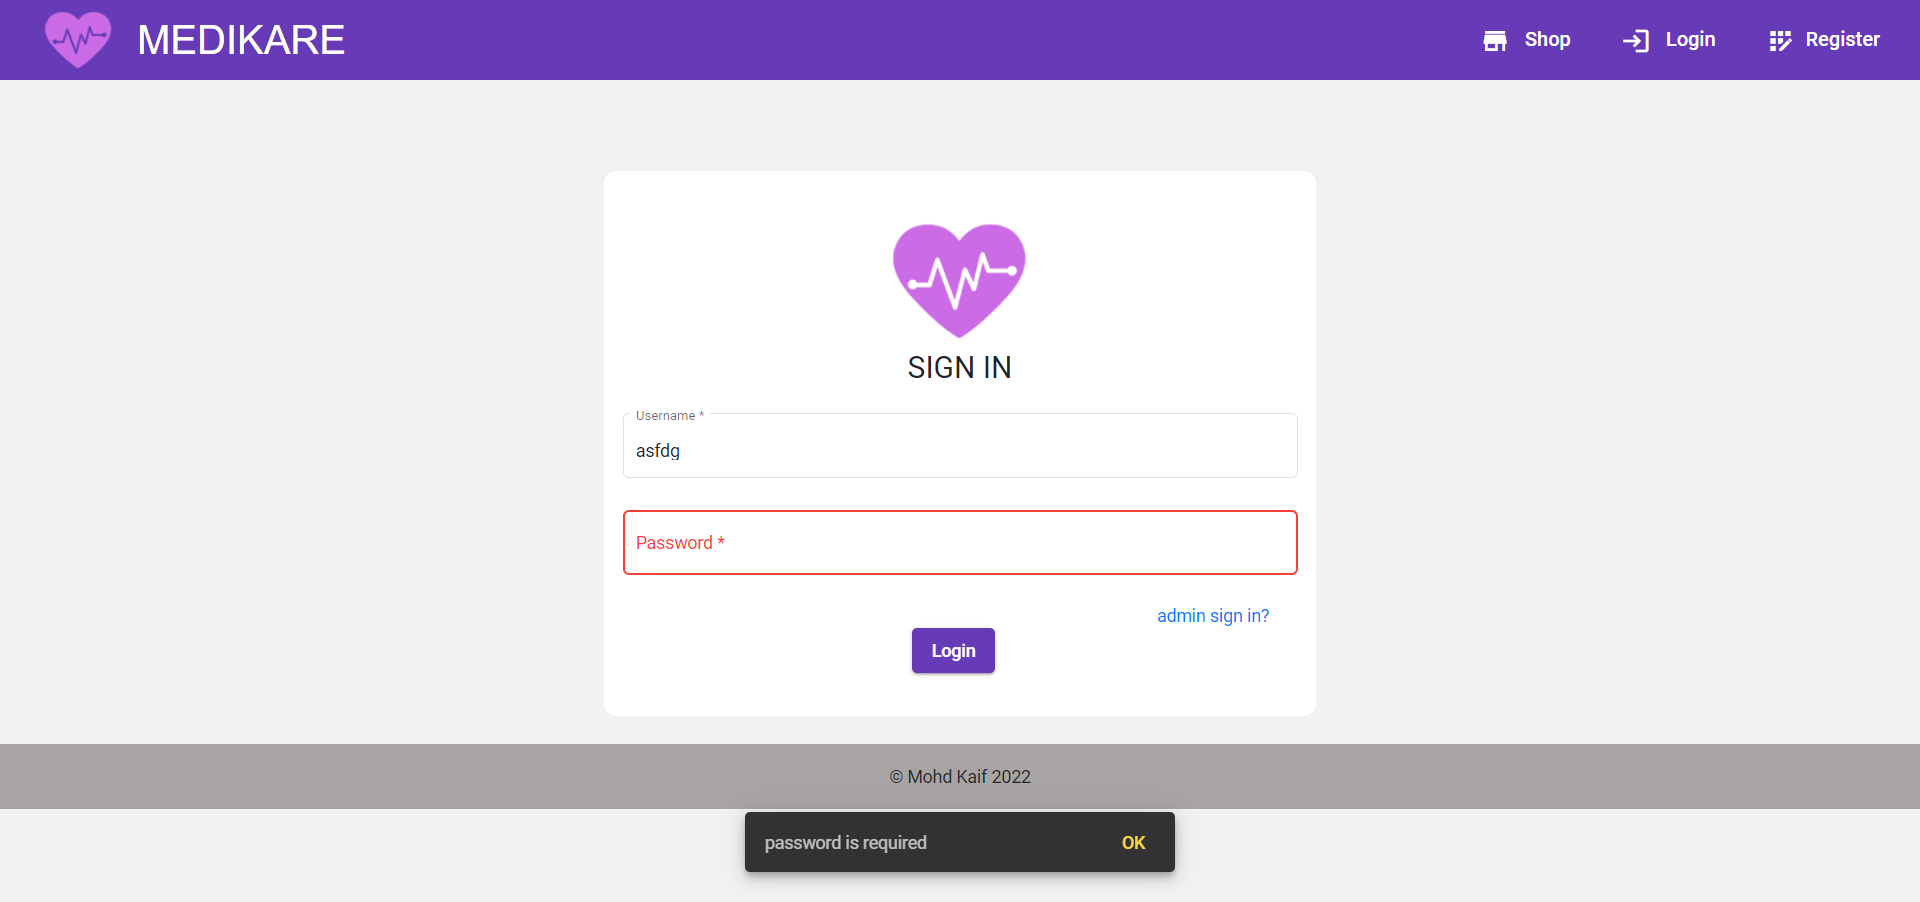 MEDIKARE
Shop
Login
Register
SIGN IN
Username *
asfdg
Password *
admin sign in?
Login
© Mohd Kaif 2022
password is required
OK